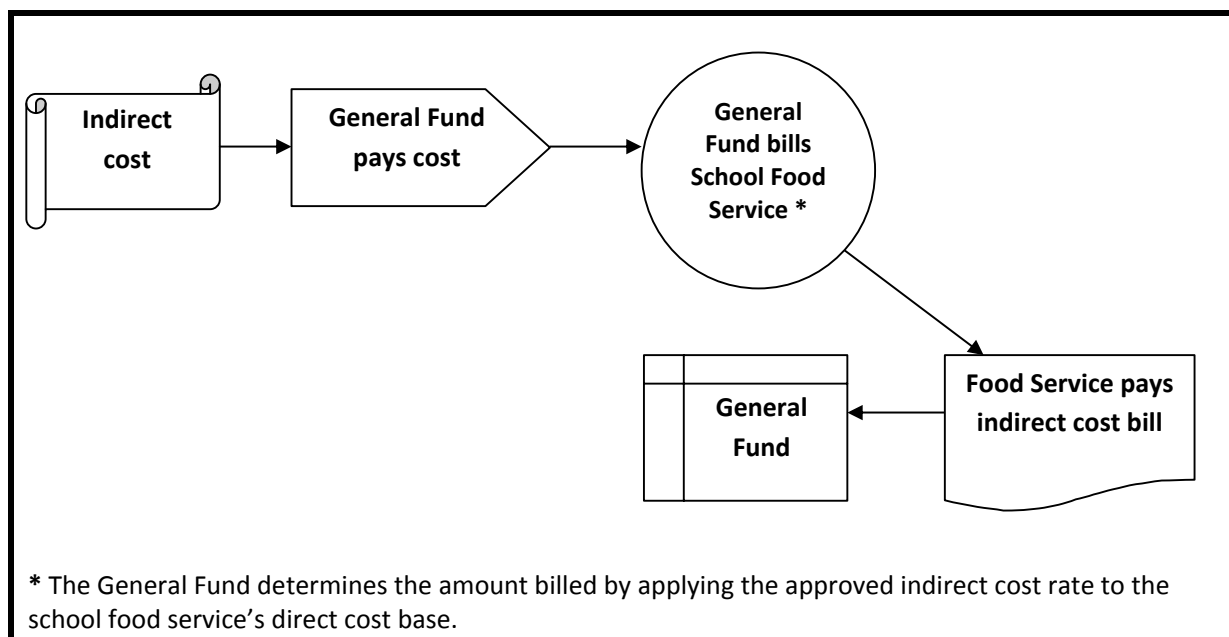 Indirect
cost
General Fund
pays cost
General
Fund bills
School Food
Service *
Food Service pays
indirect cost bill
General
Fund
* The General Fund determines the amount billed by applying the approved indirect cost rate to the
school food service’s direct cost base.